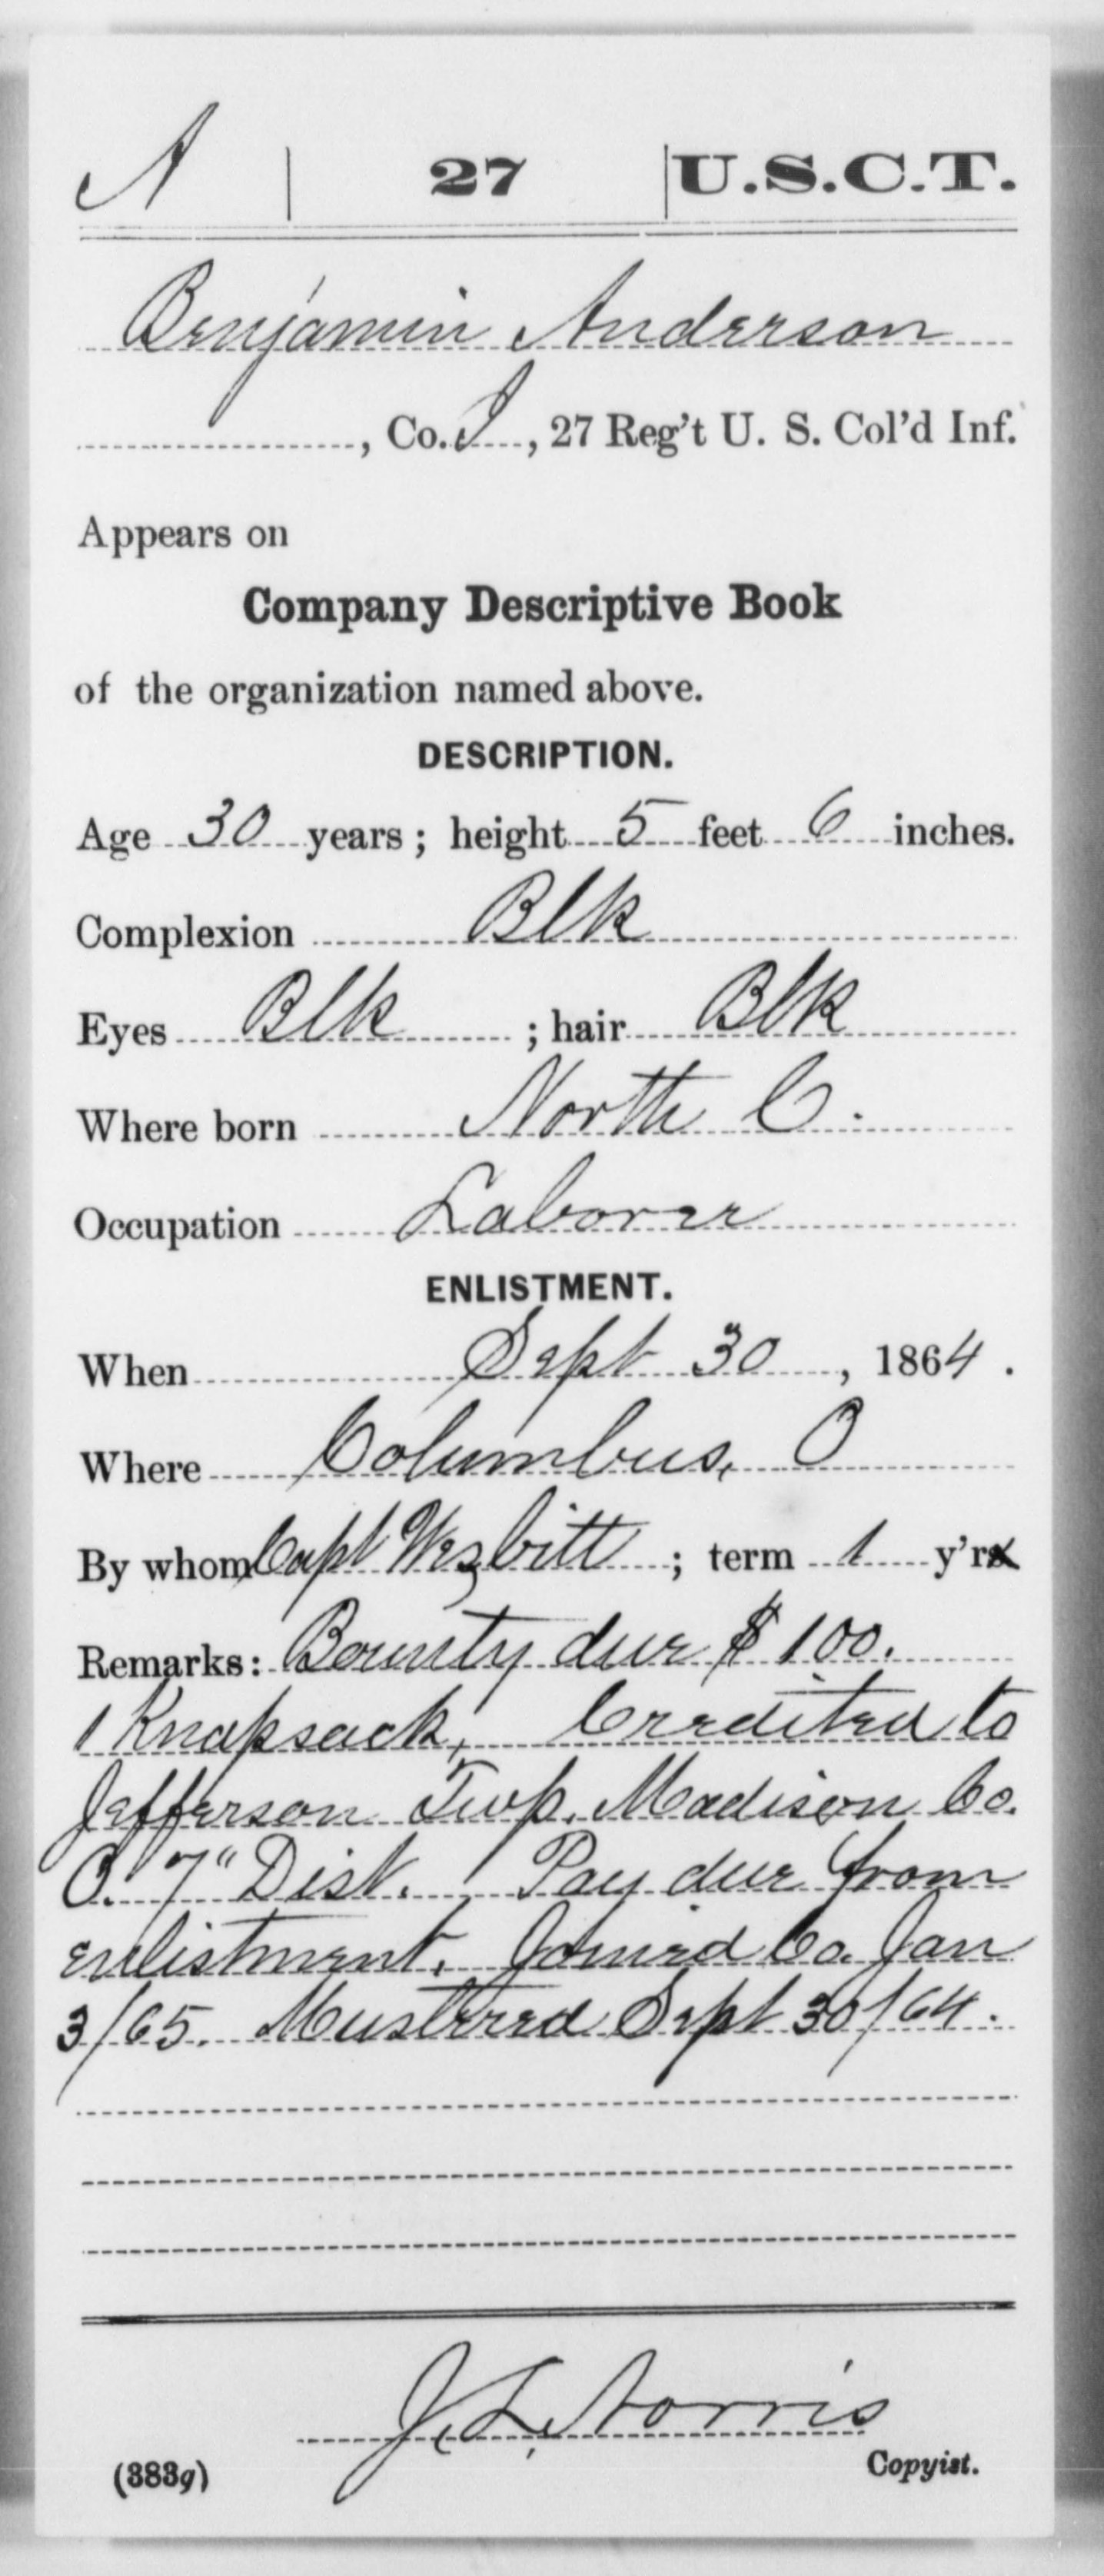 A | 27 | U.S.C.T.
Benjamin Anderson
, Co. I, 27 Reg't U. S. Col'd Inf.
Appears on
Company Descriptive Book
of the organization named above.
DESCRIPTION.
Age 30 years; height 5 feet 6 inches.
Complexion Blk
Eyes Blk; hair Blk
Where born North C.
Occupation Laborer
ENLISTMENT.
When Sept 30, 1864.
Where Columbus, O
By whom Capt; term 1 y'rs
Remarks: Bounty due $100.
1 Knapsack, Credited to
Jefferson Twp. Madison Co.
O. 7" Dist. Pay due from
enlistment. Joined Co. Jan
3/65. Mustered Sept 30/64.
J. L. Norris
(383g) Copyist.